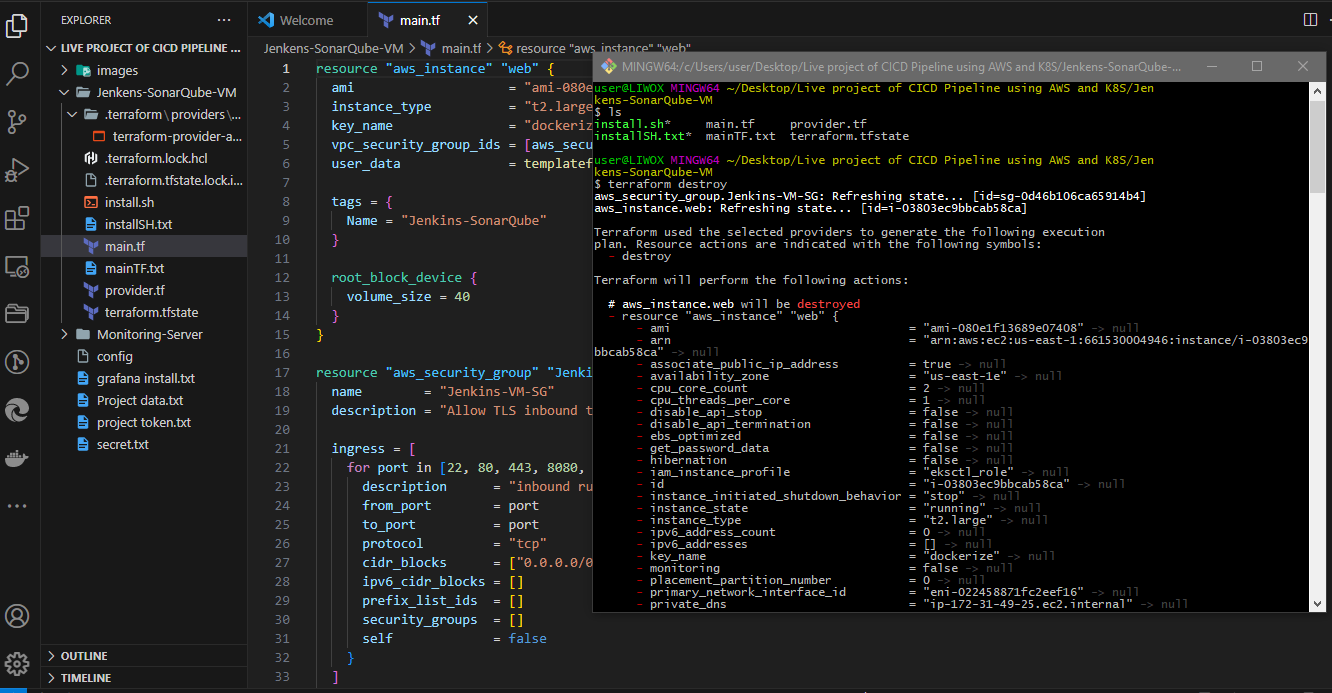 EXPLORER
LIVE PROJECT OF CICD PIPELINE ...
images
Jenkens-SonarQube-VM
.terraform\providers\...
terraform-provider-a...
.terraform.lock.hcl
.terraform.tfstate.lock.i...
install.sh
installSH.txt
main.tf
mainTF.txt
provider.tf
terraform.tfstate
Monitoring-Server
config
grafana install.txt
Project data.txt
project token.txt
secret.txt
OUTLINE
TIMELINE
Welcome
main.tf
Jenkens-SonarQube-VM > main.tf > resource "aws_instance" "web"
1 resource "aws_instance" "web" {
2 ami = "ami-080e
3 instance_type = "t2.large
4 key_name = "dockeriz
5 vpc_security_group_ids = [aws_secu
6 user_data = templatef
7
8 tags = {
9 Name = "Jenkins-SonarQube"
10 }
11
12 root_block_device {
13 volume_size = 40
14 }
15 }
16
17 resource "aws_security_group" "Jenki
18 name = "Jenkins-VM-SG"
19 description = "Allow TLS inbound t
20
21 ingress = [
22 for port in [22, 80, 443, 8080,
23 description = "inbound ru
24 from_port = port
25 to_port = port
26 protocol = "tcp"
27 cidr_blocks = ["0.0.0.0/0
28 ipv6_cidr_blocks = []
29 prefix_list_ids = []
30 security_groups = []
31 self = false
32 }
33 ]
MINGW64:/c/Users/user/Desktop/Live project of CICD Pipeline using AWS and K8S/Jenkens-SonarQube-...
user@LIWOX MINGW64 ~/Desktop/Live project of CICD Pipeline using AWS and K8S/Jen
kens-SonarQube-VM
$ ls
install.sh* main.tf provider.tf
installSH.txt* mainTF.txt terraform.tfstate
user@LIWOX MINGW64 ~/Desktop/Live project of CICD Pipeline using AWS and K8S/Jen
kens-SonarQube-VM
$ terraform destroy
aws_security_group.Jenkins-VM-SG: Refreshing state... [id=sg-0d46b106ca65914b4]
aws_instance.web: Refreshing state... [id=i-03803ec9bbcab58ca]
Terraform used the selected providers to generate the following execution
plan. Resource actions are indicated with the following symbols:
- destroy
Terraform will perform the following actions:
# aws_instance.web will be destroyed
- resource "aws_instance" "web" {
- ami = "ami-080e1f13689e07408" -> null
- arn = "arn:aws:ec2:us-east-1:661530004946:instance/i-03803ec9
bbcab58ca" -> null
- associate_public_ip_address = true -> null
- availability_zone = "us-east-1e" -> null
- cpu_core_count = 2 -> null
- cpu_threads_per_core = 1 -> null
- disable_api_stop = false -> null
- disable_api_termination = false -> null
- ebs_optimized = false -> null
- get_password_data = false -> null
- hibernation = false -> null
- iam_instance_profile = "eksctl_role" -> null
- id = "i-03803ec9bbcab58ca" -> null
- instance_initiated_shutdown_behavior = "stop" -> null
- instance_state = "running" -> null
- instance_type = "t2.large" -> null
- ipv6_address_count = 0 -> null
- ipv6_addresses = [] -> null
- key_name = "dockerize" -> null
- monitoring = false -> null
- placement_partition_number = 0 -> null
- primary_network_interface_id = "eni-022458871fc2eef16" -> null
- private_dns = "ip-172-31-49-25.ec2.internal" -> null